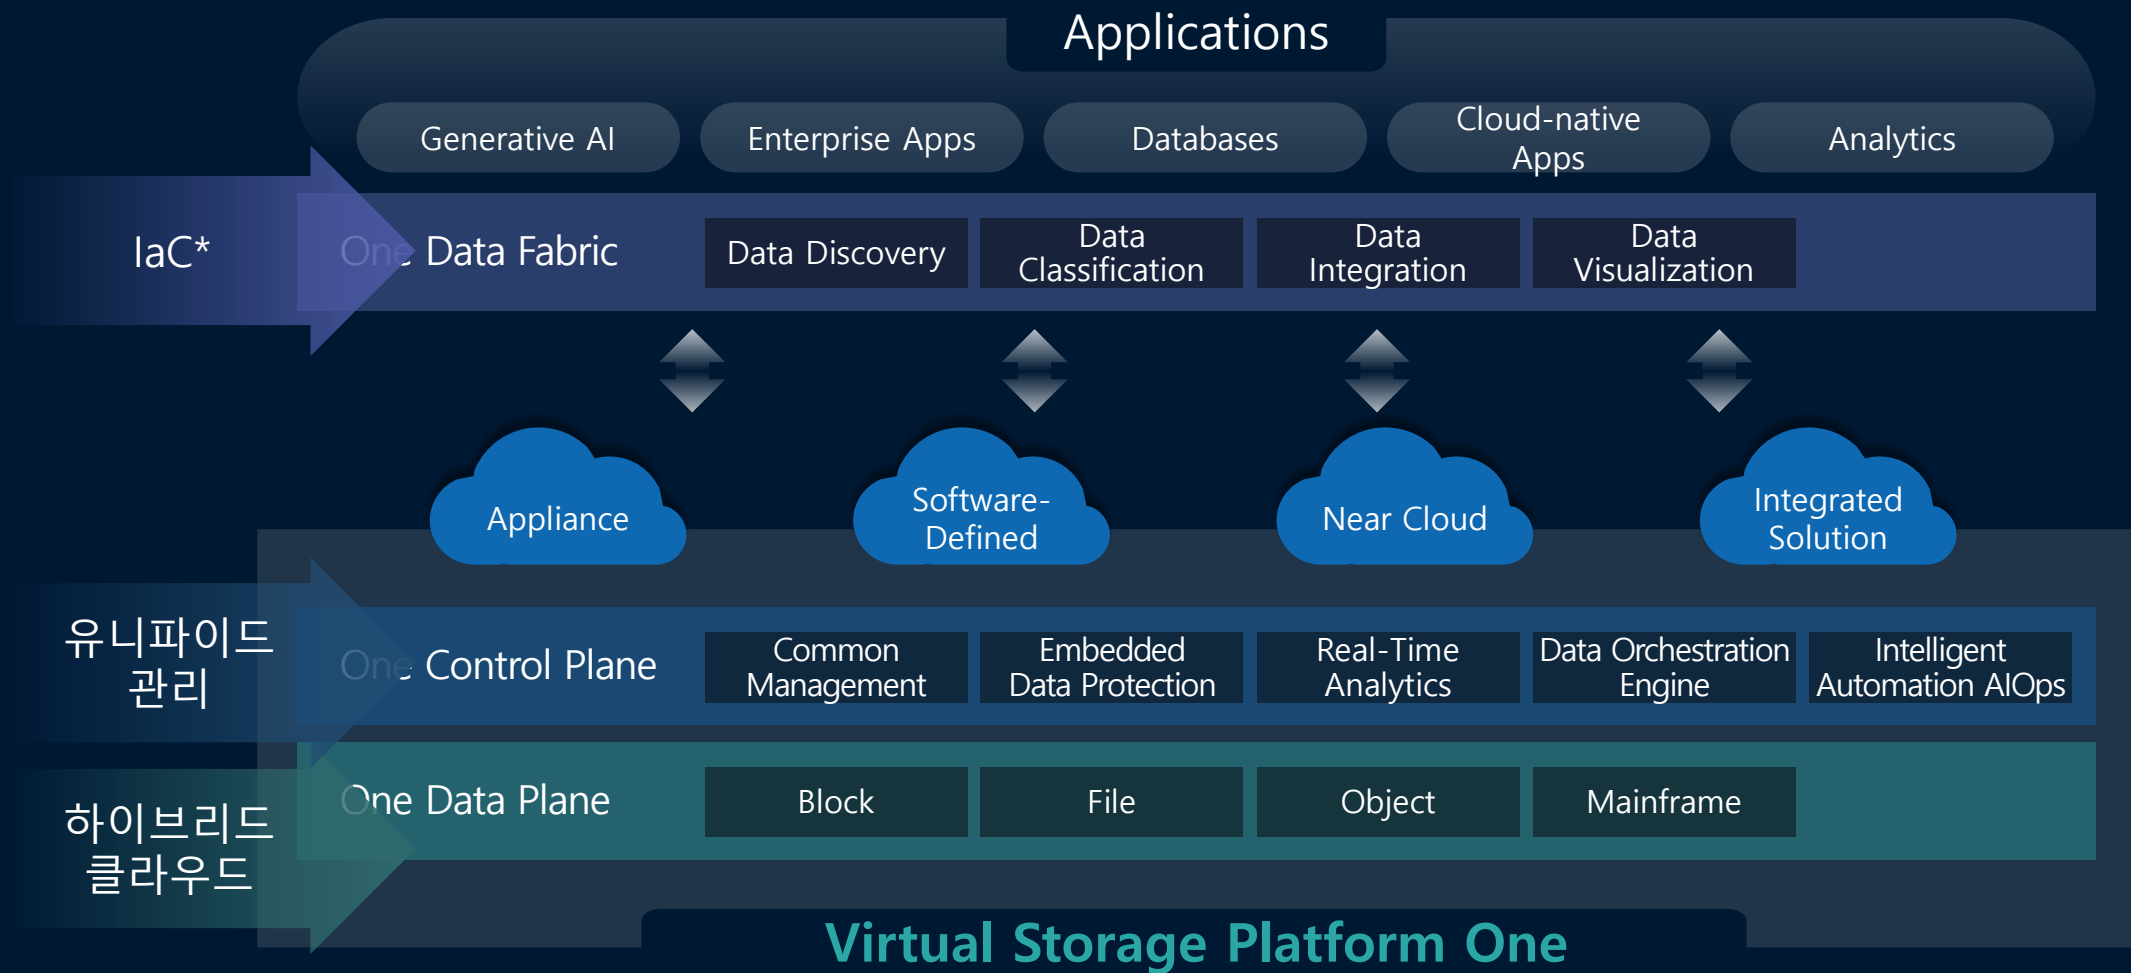 Applications
Generative AI
Enterprise Apps
Databases
Cloud-native
Apps
Analytics
IaC*
One Data Fabric
Data Discovery
Data
Classification
Data
Integration
Data
Visualization
Appliance
Software-
Defined
Near Cloud
Integrated
Solution
유니파이드
관리
One Control Plane
Common
Management
Embedded
Data Protection
Real-Time
Analytics
Data Orchestration
Engine
Intelligent
Automation AIOps
하이브리드
클라우드
One Data Plane
Block
File
Object
Mainframe
Virtual Storage Platform One